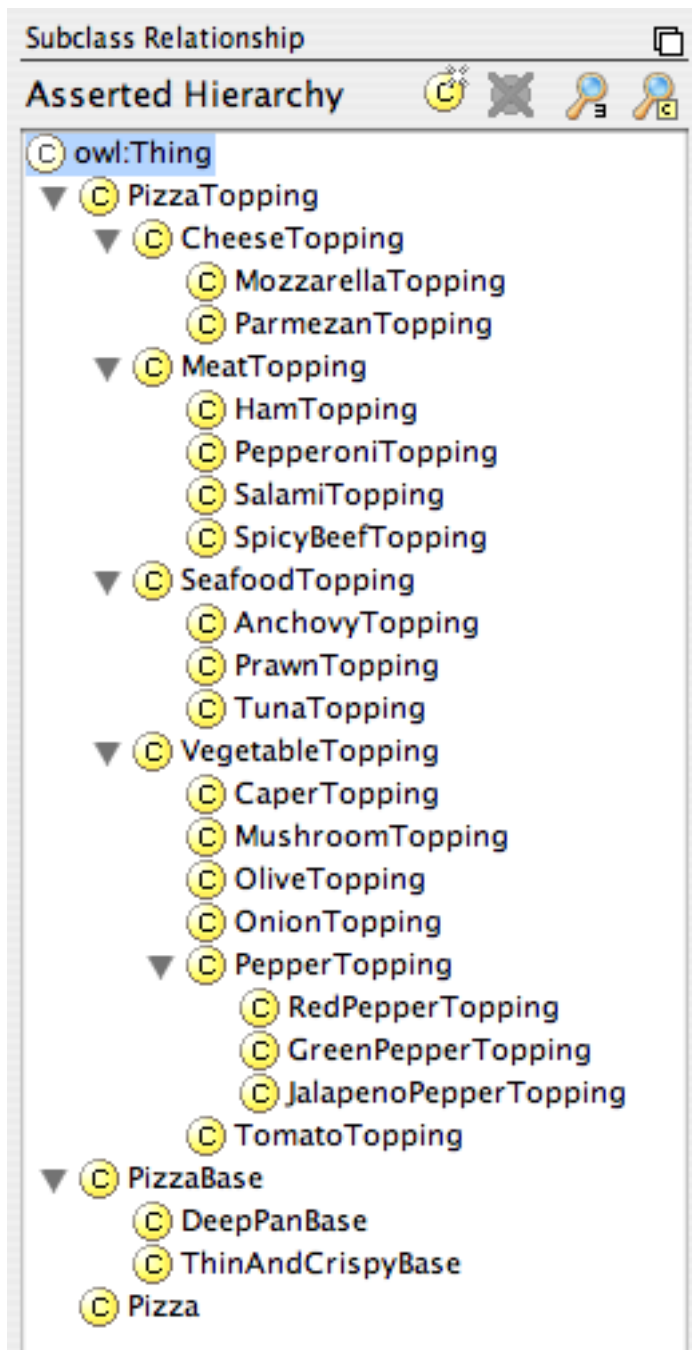 Subclass Relationship
Asserted Hierarchy
C owl:Thing
C PizzaTopping
C CheeseTopping
C MozzarellaTopping
C ParmezanTopping
C MeatTopping
C HamTopping
C PepperoniTopping
C SalamiTopping
C SpicyBeefTopping
C SeafoodTopping
C AnchovyTopping
C PrawnTopping
C TunaTopping
C VegetableTopping
C CaperTopping
C MushroomTopping
C OliveTopping
C OnionTopping
C PepperTopping
C RedPepperTopping
C GreenPepperTopping
C JalapenoPepperTopping
C TomatoTopping
C PizzaBase
C DeepPanBase
C ThinAndCrispyBase
C Pizza